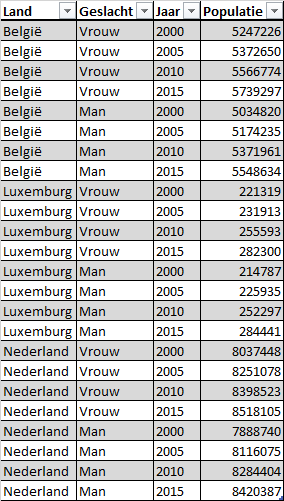 Land Geslacht Jaar Populatie
België Vrouw 2000 5247226
België Vrouw 2005 5372650
België Vrouw 2010 5566774
België Vrouw 2015 5739297
België Man 2000 5034820
België Man 2005 5174235
België Man 2010 5371961
België Man 2015 5548634
Luxemburg Vrouw 2000 221319
Luxemburg Vrouw 2005 231913
Luxemburg Vrouw 2010 255593
Luxemburg Vrouw 2015 282300
Luxemburg Man 2000 214787
Luxemburg Man 2005 225935
Luxemburg Man 2010 252297
Luxemburg Man 2015 284441
Nederland Vrouw 2000 8037448
Nederland Vrouw 2005 8251078
Nederland Vrouw 2010 8398523
Nederland Vrouw 2015 8518105
Nederland Man 2000 7888740
Nederland Man 2005 8116075
Nederland Man 2010 8284404
Nederland Man 2015 8420387